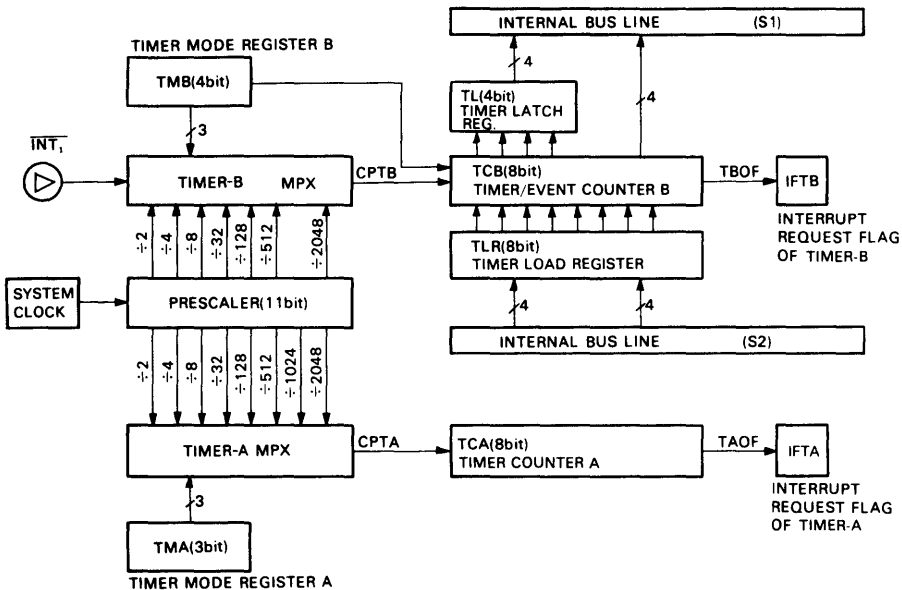 INTERNAL BUS LINE (S1)
TIMER MODE REGISTER B
TMB(4bit)
4
TL(4bit)
TIMER LATCH
REG.
4
3
INT1
TIMER-B MPX
CPTB
TCB(8bit)
TIMER/EVENT COUNTER B
TBOF
IFTB
INTERRUPT
REQUEST FLAG
OF TIMER-B
÷2
÷4
÷8
÷32
÷128
÷512
÷2048
TLR(8bit)
TIMER LOAD REGISTER
SYSTEM
CLOCK
PRESCALER(11bit)
4
4
INTERNAL BUS LINE (S2)
÷2
÷4
÷8
÷32
÷128
÷512
÷1024
÷2048
TIMER-A MPX
CPTA
TCA(8bit)
TIMER COUNTER A
TAOF
IFTA
INTERRUPT
REQUEST FLAG
OF TIMER-A
3
TMA(3bit)
TIMER MODE REGISTER A